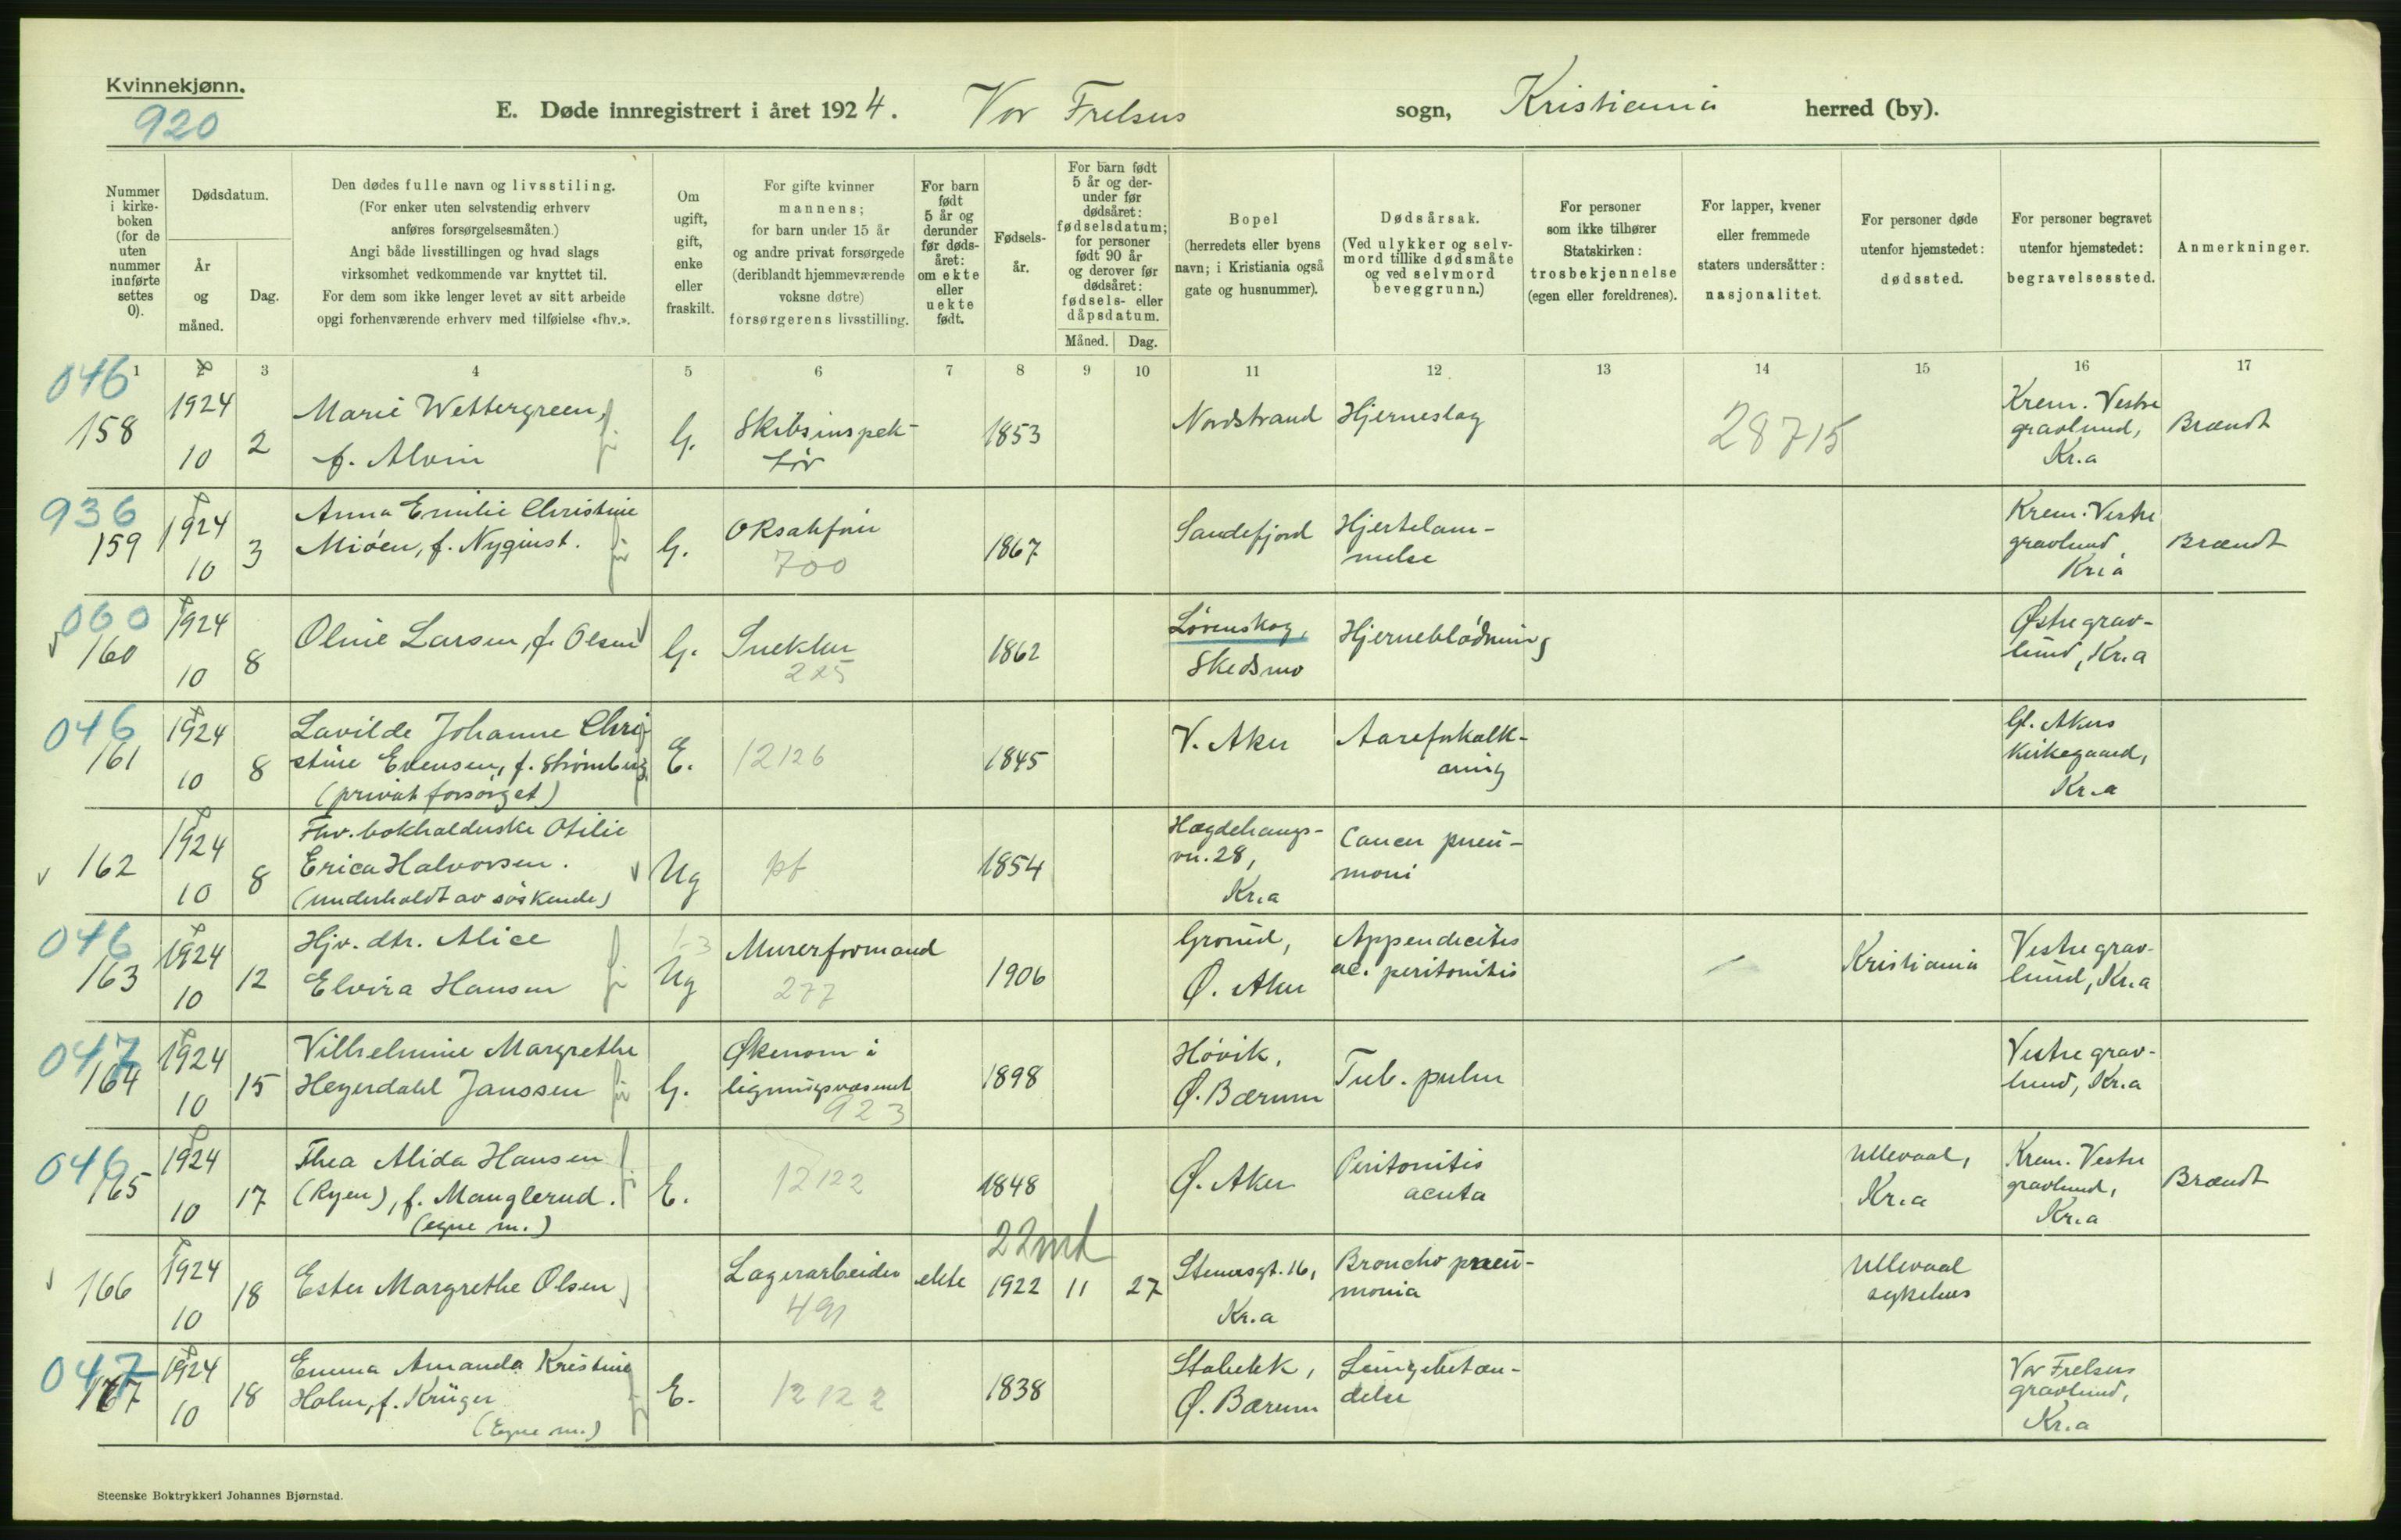 Kvinnekjønn.
920
E. Døde innregistrert i året 1924. Vor Frelsers sogn, Kristiania herred (by).
Nummer i kirkeboken (for de uten nummer innførte settes 0).
Dødsdatum.
År og måned.
Dag.
Den dødes fulle navn og livsstiling.
(For enker uten selvstendig erhverv
anføres forsørgelsesmåten.)
Angi både livsstillingen og hvad slags
virksomhet vedkommende var knyttet til.
For dem som ikke lenger levet av sitt arbeide
opgi forhenværende erhverv med tilføielse «fhv.».
Om ugift, gift, enke eller fraskilt.
For gifte kvinner
mannens;
for barn under 15 år
og andre privat forsørgede
(deriblandt hjemmeværende
voksne døtre)
forsørgerens livsstilling.
For barn født 5 år og derunder før dødsåret: om ekte eller uekte født.
Fødselsår.
For barn født 5 år og derunder før dødsåret: fødselsdatum; for personer født 90 år og derover før dødsåret: fødsels- eller dåpsdatum.
Måned. Dag.
Bopel
(herredets eller byens
navn; i Kristiania også
gate og husnummer).
Dødsårsak.
(Ved ulykker og selvmord tillike dødsmåte og ved selvmord beveggrunn.)
For personer
som ikke tilhører
Statskirken:
trosbekjennelse
(egen eller foreldrenes).
For lapper, kvener
eller fremmede
staters undersåtter:
nasjonalitet.
For personer døde
utenfor hjemstedet:
dødssted.
For personer begravet
utenfor hjemstedet:
begravelsessted.
Anmerkninger.
1 2 3 4 5 6 7 8 9 10 11 12 13 14 15 16 17
046
158 1924 10 2 Marie Wettergreen, f. Alvin G. Skibsinspektør 1853 Nordstrand Hjerneslag 28715 Krem. Vestre gravlund, Kr.a Brandt
936
159 1924 10 3 Anna Emilie Christine Miöen, f. Nyquist. G. 700 1867 Sandefjord Hjertelammelse Krem. Vestre gravlund, Kr.a Brandt
060
160 1924 10 8 Oline Larsen, f. Olsen G. Snekker 225 1862 Lørenskog, Skedsmo Hjerneblødning Østre gravlund, Kr.a
046
161 1924 10 8 Lavilde Johanne Christine Evensen, f. Strømberg (privat forsørget) E. 12126 1845 V. Aker Aareforkalkning Gl. Akers Kirkegaard, Kr.a
162 1924 10 8 Fhv. bokholderske Otilie Erica Halvorsen. (underholdt av søskende) Ug pf 1854 Hægdehaugsvn. 28, Kr.a Cancer pneumoni
046
163 1924 10 12 Hjv. dtr. Alice Elvira Hansen Ug Murerformand 277 1906 Grorud, Ø. Aker Appendicitis ac. peritonitis Kristiania Vestre gravlund, Kr.a
047
164 1924 10 15 Vilhelmine Margrethe Heyerdahl Janssen G. Økonom i ligningsvæsenet 923 1898 Høvik, Ø. Bærum Tub. pulm Vestre gravlund, Kr.a
046
165 1924 10 17 Thea Alida Hansen (Ryen), f. Manglerud. (egne m.) E. 12122 1848 Ø. Aker Peritonitis acuta Ullevaal, Kr.a Krem. Vestre gravlund, Kr.a Brandt
22 md
166 1924 10 18 Ester Margrethe Olsen Lagerarbeider 491 ekte 1922 11 27 Stenersgt. 16, Kr.a Broncho pneumonia Ullevaal sykehus
047
167 1924 10 18 Emma Amanda Kristine Holm, f. Krüger (Egne m.) E. 12122 1838 Stabekk, Ø. Bærum Lungebetændelse Vor Frelsers gravlund, Kr.a
Steenske Boktrykkeri Johannes Bjørnstad.